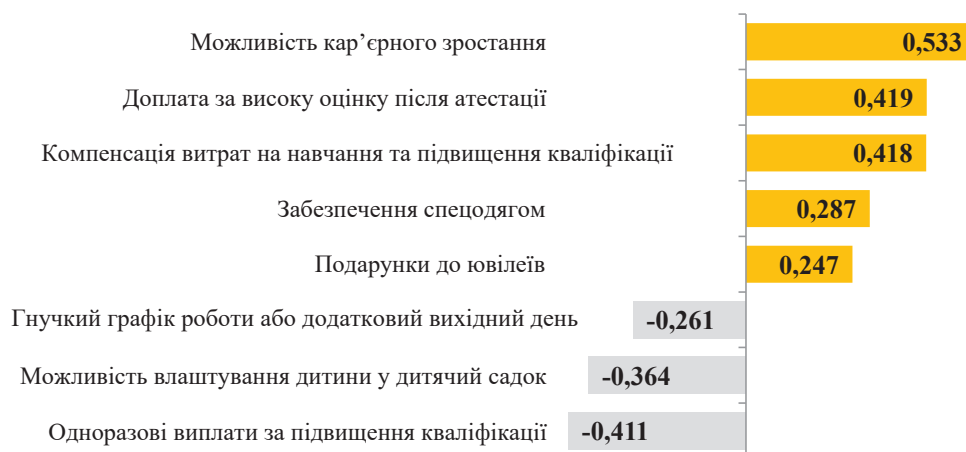 Можливість кар’єрного зростання 0,533
Доплата за високу оцінку після атестації 0,419
Компенсація витрат на навчання та підвищення кваліфікації 0,418
Забезпечення спецодягом 0,287
Подарунки до ювілеїв 0,247
Гнучкий графік роботи або додатковий вихідний день -0,261
Можливість влаштування дитини у дитячий садок -0,364
Одноразові виплати за підвищення кваліфікації -0,411